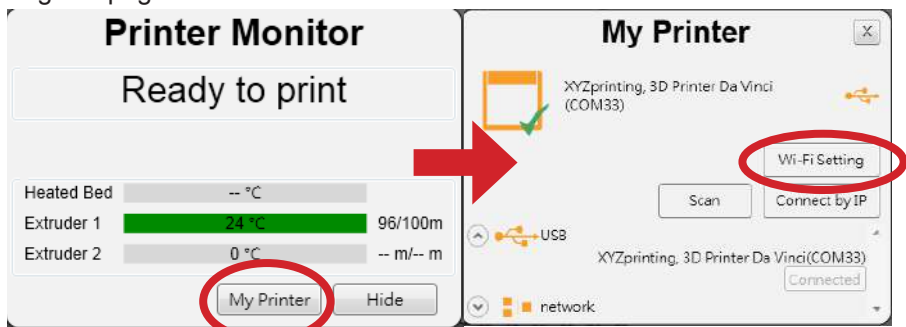 Printer Monitor
Ready to print
Heated Bed -- °C
Extruder 1 24 °C 96/100m
Extruder 2 0 °C -- m/-- m
My Printer Hide
My Printer X
XYZprinting, 3D Printer Da Vinci
(COM33)
Wi-Fi Setting
Scan Connect by IP
USB
XYZprinting, 3D Printer Da Vinci(COM33)
Connected
network